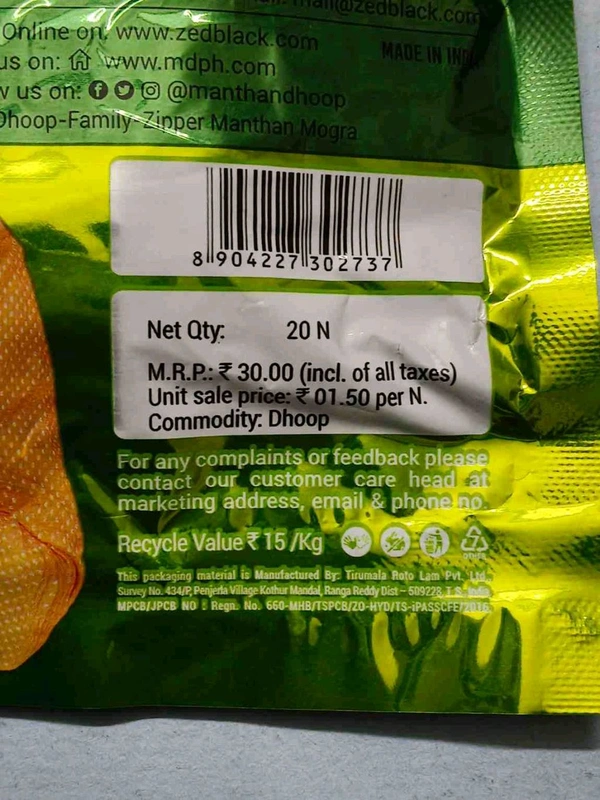 mail@zedblack.com
Online on: www.zedblack.com
us on: www.mdph.com
MADE IN INDIA
w us on: @manthandhoop
Dhoop-Family-Zipper Manthan Mogra
8 904227 302737
Net Qty: 20 N
M.R.P.: ₹ 30.00 (incl. of all taxes)
Unit sale price: ₹ 01.50 per N.
Commodity: Dhoop
For any complaints or feedback please
contact our customer care head at
marketing address, email & phone no.
Recycle Value ₹ 15 /Kg
OTHER
This packaging material is Manufactured By: Tirumala Roto Lam Pvt. Ltd.,
Survey No. 434/P, Penjerla Village Kothur Mandal, Ranga Reddy Dist – 509228, T.S. India
MPCB/JPCB NO : Regn. No. 660-MHB/TSPCB/ZO-HYD/TS-iPASSCFE/2016